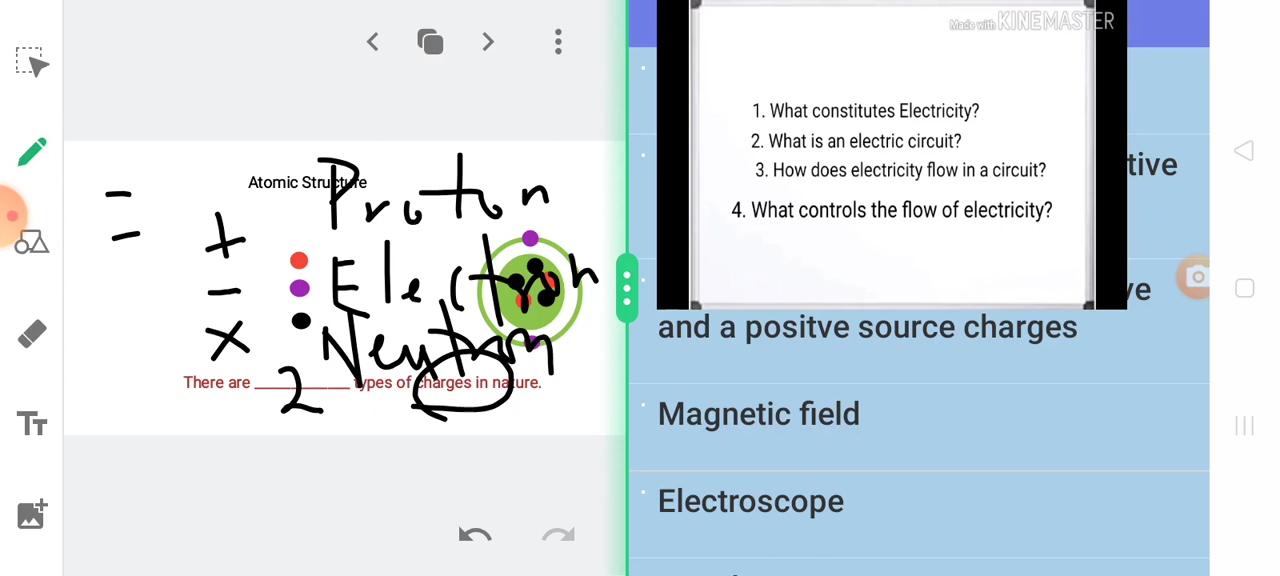 Atomic Structure
Proton
+
Electron
-
Neutron
x
There are ____________ types of charges in nature.
2
Made with KINEMASTER
1. What constitutes Electricity?
2. What is an electric circuit?
3. How does electricity flow in a circuit?
4. What controls the flow of electricity?
tive
ve
and a positve source charges
Magnetic field
Electroscope
Tt